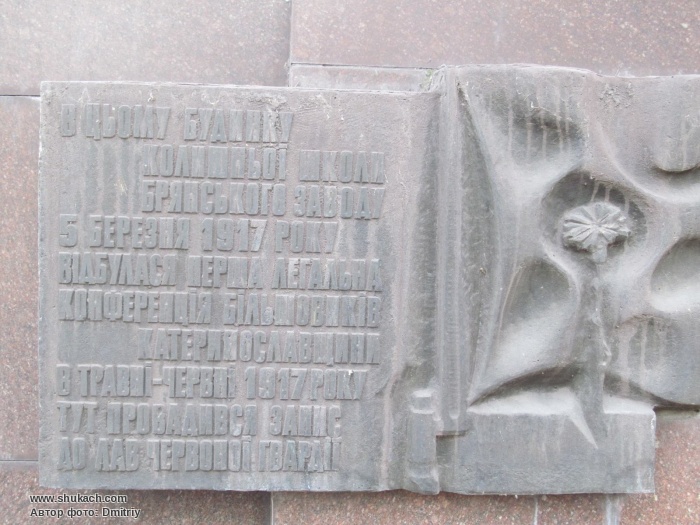 В ЦЬОМУ БУДИНКУ
КОЛИШНЬОЇ ШКОЛИ
БРЯНСЬКОГО ЗАВОДУ
5 БЕРЕЗНЯ 1917 РОКУ
ВІДБУЛАСЯ ПЕРША ЛЕГАЛЬНА
КОНФЕРЕНЦІЯ БІЛЬШОВИКІВ
КАТЕРИНОСЛАВЩИНИ
В ТРАВНІ-ЧЕРВНІ 1917 РОКУ
ТУТ ПРОВАДИВСЯ ЗАПИС
ДО ЛАВ ЧЕРВОНОЇ ГВАРДІЇ
www.shukach.com
Автор фото: Dmitriy